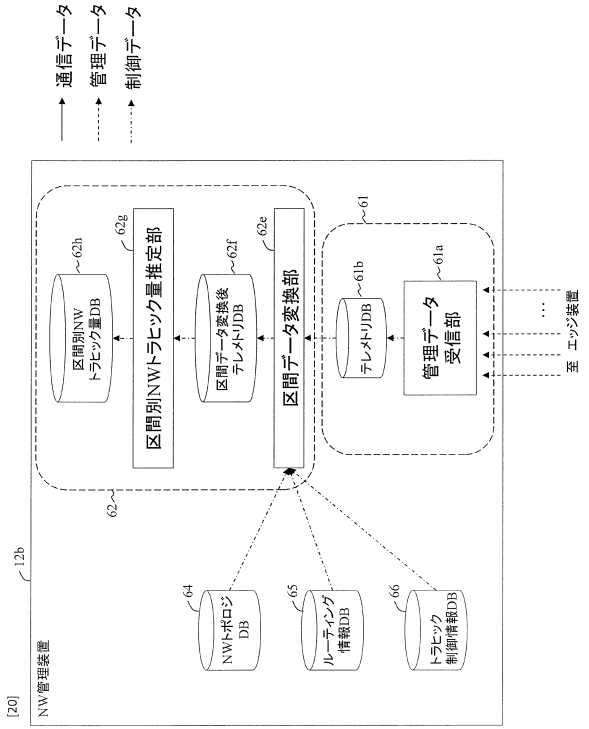 [20]
NW管理装置
12b
通信データ
管理データ
制御データ
62
62h
区間別NW
トラヒック量DB
62g
区間別NWトラヒック量推定部
62f
区間データ変換後
テレメトリDB
62e
区間データ変換部
61
61b
テレメトリDB
61a
管理データ
受信部
64
NWトポロジ
DB
65
ルーティング
情報DB
66
トラヒック
制御情報DB
…
至 エッジ装置